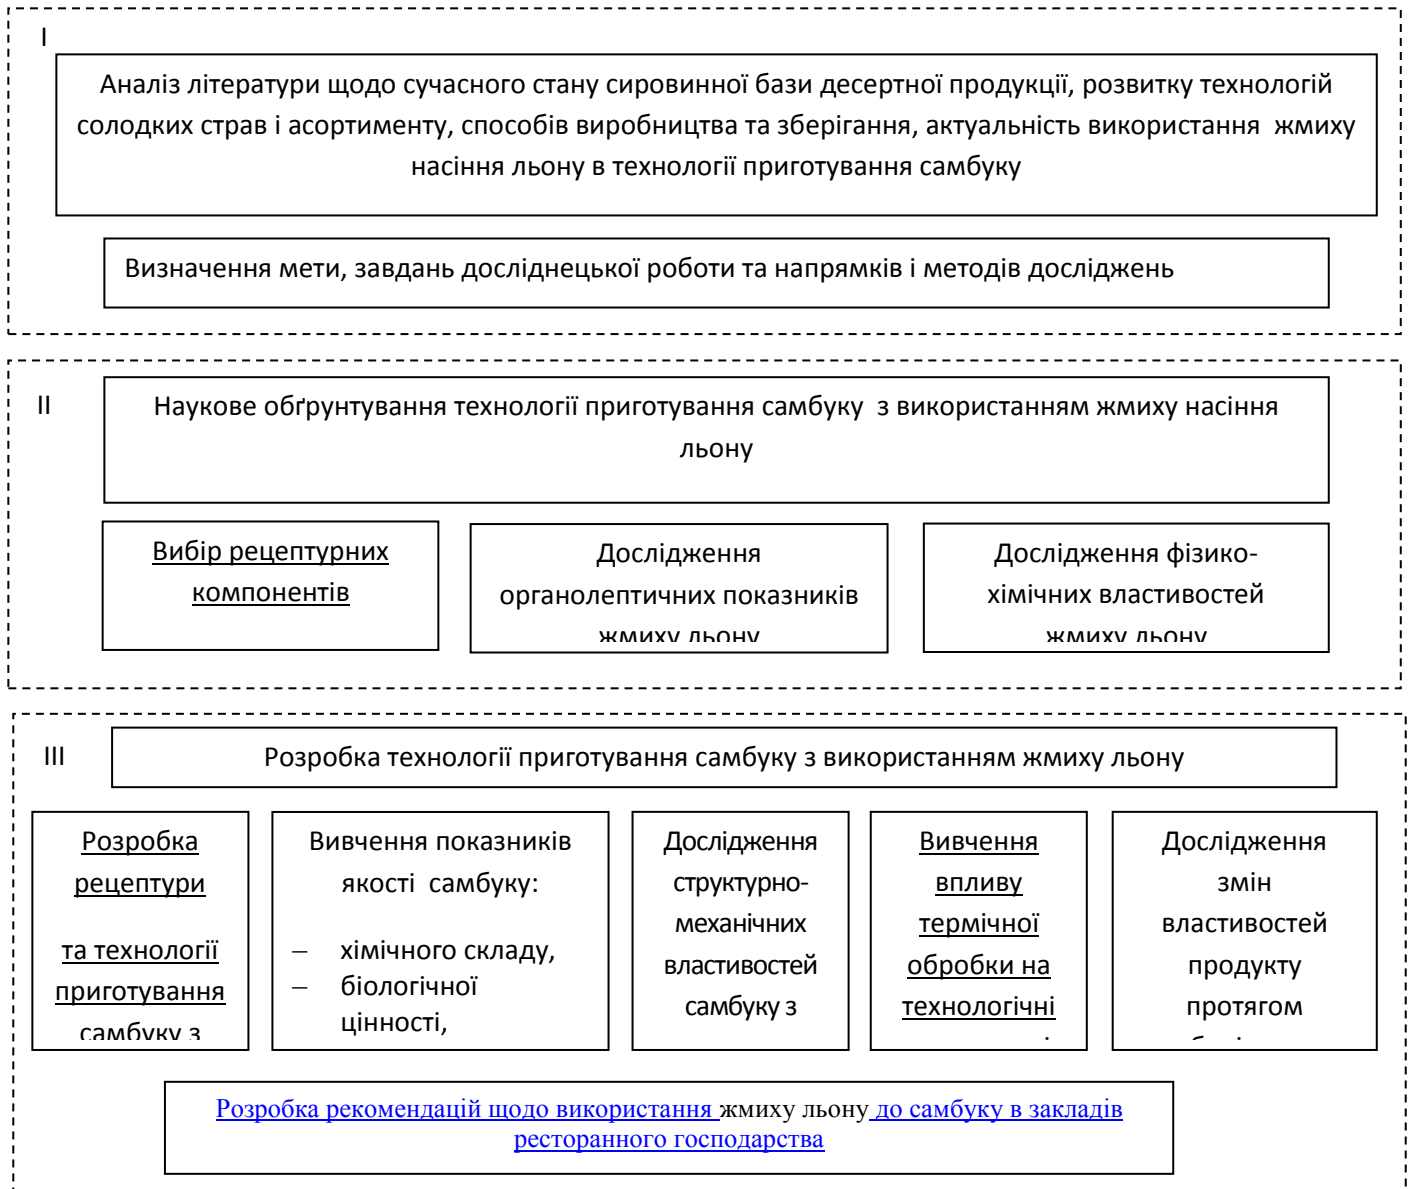 I
Аналіз літератури щодо сучасного стану сировинної бази десертної продукції, розвитку технологій
солодких страв і асортименту, способів виробництва та зберігання, актуальність використання жмиху
насіння льону в технології приготування самбуку
Визначення мети, завдань досліднецької роботи та напрямків і методів досліджень
II
Наукове обґрунтування технології приготування самбуку з використанням жмиху насіння
льону
Вибір рецептурних
компонентів
Дослідження
органолептичних показників
жмиху льону
Дослідження фізико-
хімічних властивостей
жмиху льону
III
Розробка технології приготування самбуку з використанням жмиху льону
Розробка
рецептури
та технології
приготування
самбуку з
Вивчення показників
якості самбуку:
– хімічного складу,
– біологічної
цінності,
Дослідження
структурно-
механічних
властивостей
самбуку з
Вивчення
впливу
термічної
обробки на
технологічні
Дослідження
змін
властивостей
продукту
протягом
Розробка рекомендацій щодо використання жмиху льону до самбуку в закладів
ресторанного господарства